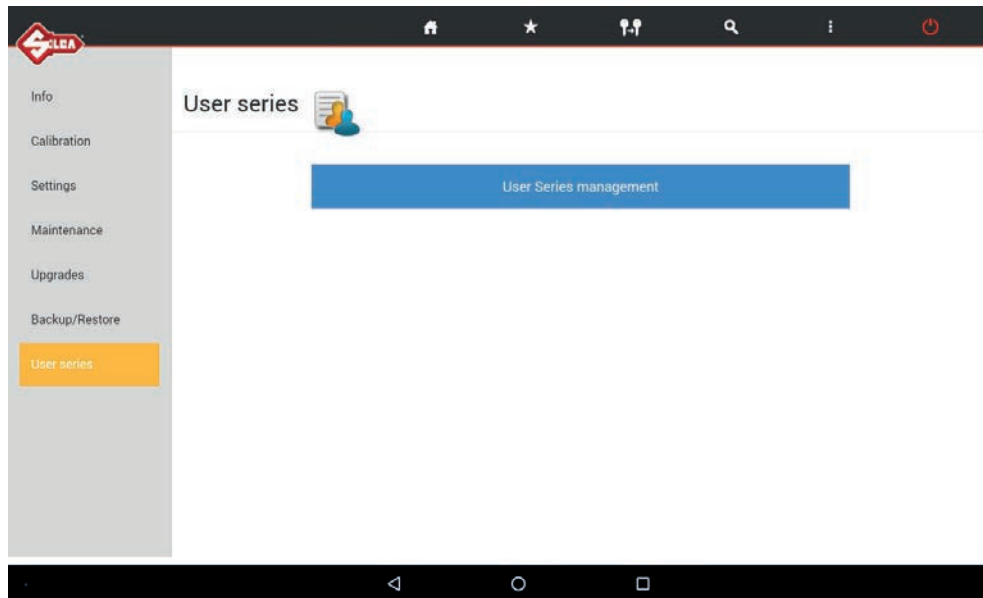 SILCA
Info
Calibration
Settings
Maintenance
Upgrades
Backup/Restore
User series
User series
User Series management